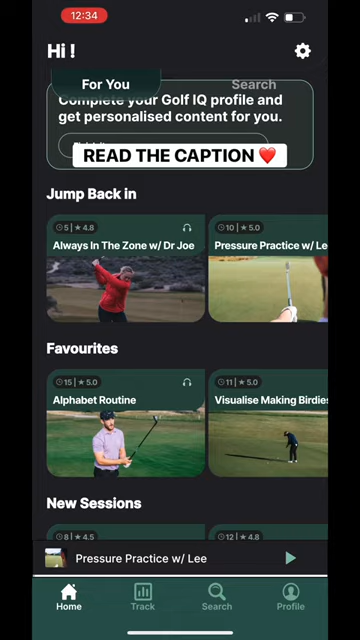 12:34
Hi !
For You
Search
Complete your Golf IQ profile and
get personalised content for you.
READ THE CAPTION ❤️
Jump Back in
5 | ★ 4.8
10 | ★ 5.0
Always In The Zone w/ Dr Joe
Pressure Practice w/ Le
Favourites
15 | ★ 5.0
11 | ★ 5.0
Alphabet Routine
Visualise Making Birdies
New Sessions
8 | ★ 4.5
12 | ★ 4.8
Pressure Practice w/ Lee
Home
Track
Search
Profile